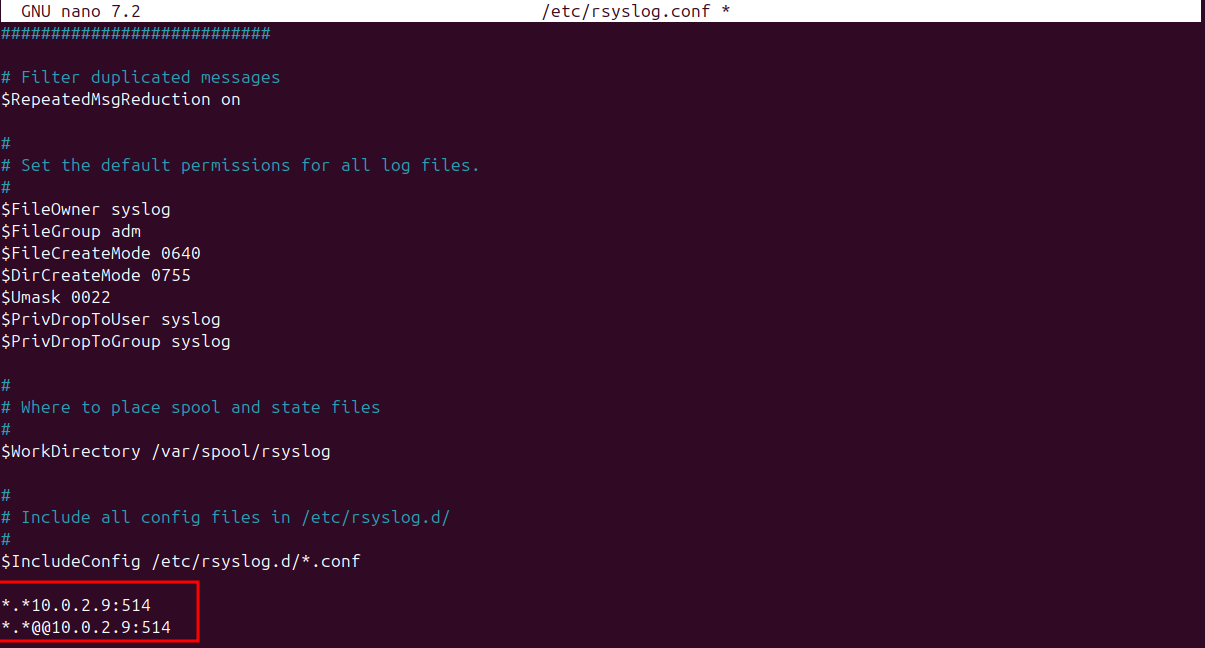 GNU nano 7.2 /etc/rsyslog.conf *
###########################
# Filter duplicated messages
$RepeatedMsgReduction on
#
# Set the default permissions for all log files.
#
$FileOwner syslog
$FileGroup adm
$FileCreateMode 0640
$DirCreateMode 0755
$Umask 0022
$PrivDropToUser syslog
$PrivDropToGroup syslog
#
# Where to place spool and state files
#
$WorkDirectory /var/spool/rsyslog
#
# Include all config files in /etc/rsyslog.d/
#
$IncludeConfig /etc/rsyslog.d/*.conf
*.*10.0.2.9:514
*.*@@10.0.2.9:514